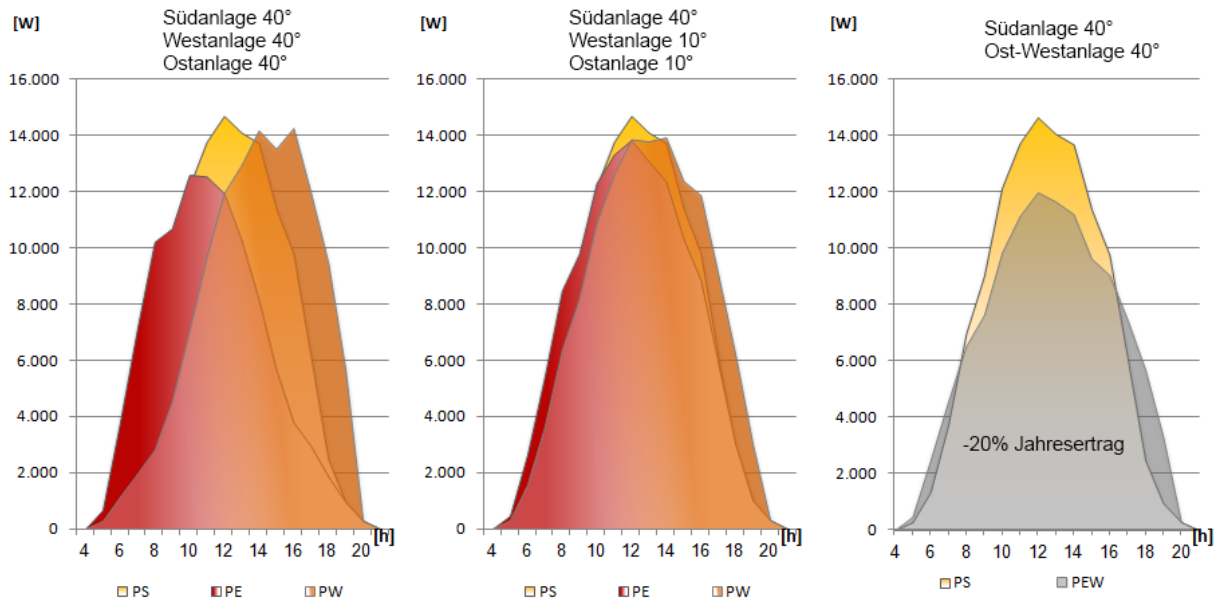 [W]
Südanlage 40°
Westanlage 40°
Ostanlage 40°
16.000
14.000
12.000
10.000
8.000
6.000
4.000
2.000
0
4 6 8 10 12 14 16 18 20 [h]
PS PE PW
[W]
Südanlage 40°
Westanlage 10°
Ostanlage 10°
16.000
14.000
12.000
10.000
8.000
6.000
4.000
2.000
0
4 6 8 10 12 14 16 18 20 [h]
PS PE PW
[W]
Südanlage 40°
Ost-Westanlage 40°
16.000
14.000
12.000
10.000
8.000
6.000
4.000
2.000
0
-20% Jahresertrag
4 6 8 10 12 14 16 18 20 [h]
PS PEW